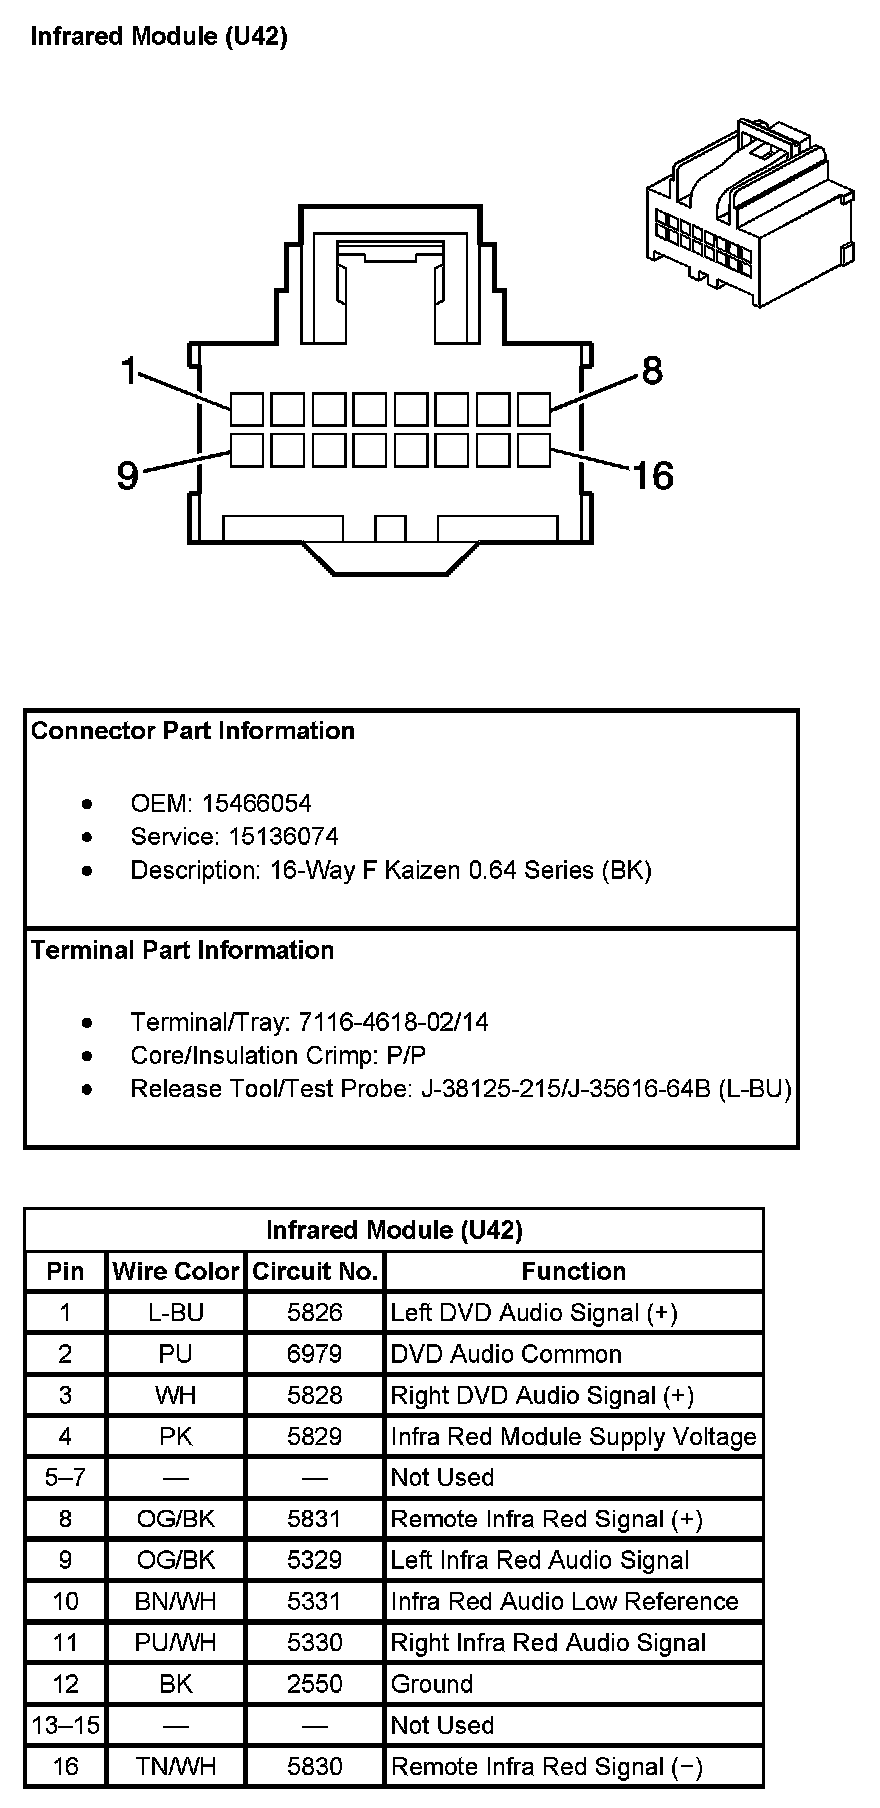 Infrared Module (U42)
1
8
9
16
Connector Part Information
• OEM: 15466054
• Service: 15136074
• Description: 16-Way F Kaizen 0.64 Series (BK)
Terminal Part Information
• Terminal/Tray: 7116-4618-02/14
• Core/Insulation Crimp: P/P
• Release Tool/Test Probe: J-38125-215/J-35616-64B (L-BU)
Infrared Module (U42)
Pin Wire Color Circuit No. Function
1 L-BU 5826 Left DVD Audio Signal (+)
2 PU 6979 DVD Audio Common
3 WH 5828 Right DVD Audio Signal (+)
4 PK 5829 Infra Red Module Supply Voltage
5–7 — — Not Used
8 OG/BK 5831 Remote Infra Red Signal (+)
9 OG/BK 5329 Left Infra Red Audio Signal
10 BN/WH 5331 Infra Red Audio Low Reference
11 PU/WH 5330 Right Infra Red Audio Signal
12 BK 2550 Ground
13–15 — — Not Used
16 TN/WH 5830 Remote Infra Red Signal (−)